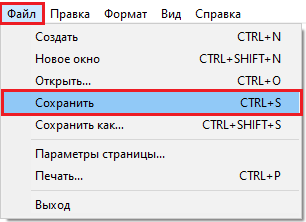 Файл Правка Формат Вид Справка
Создать CTRL+N
Новое окно CTRL+SHIFT+N
Открыть... CTRL+O
Сохранить CTRL+S
Сохранить как... CTRL+SHIFT+S
Параметры страницы...
Печать... CTRL+P
Выход